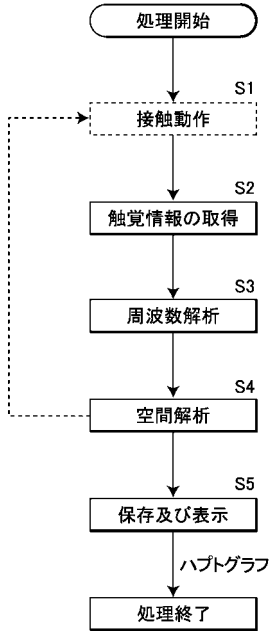 処理開始
S1
接触動作
S2
触覚情報の取得
S3
周波数解析
S4
空間解析
S5
保存及び表示
ハプトグラフ
処理終了